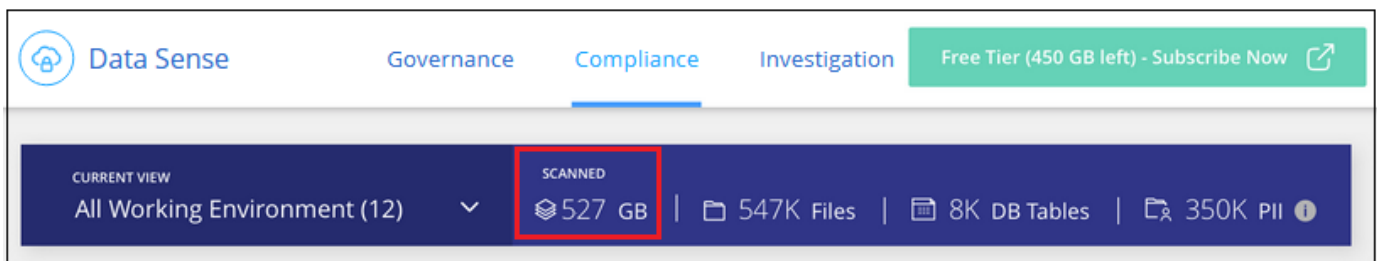 Data Sense Governance Compliance Investigation Free Tier (450 GB left) - Subscribe Now
CURRENT VIEW SCANNED
All Working Environment (12) 527 GB | 547K Files | 8K DB Tables | 350K PII